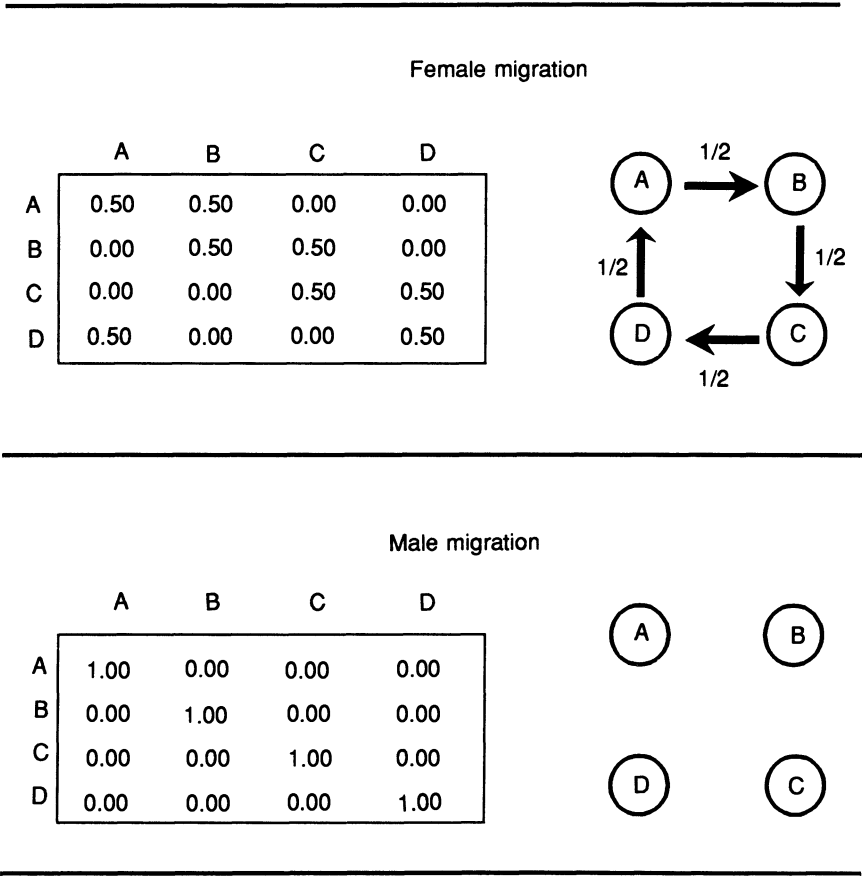 Female migration
A B C D
A 0.50 0.50 0.00 0.00
B 0.00 0.50 0.50 0.00
C 0.00 0.00 0.50 0.50
D 0.50 0.00 0.00 0.50
1/2
A B
1/2 1/2
D C
1/2
Male migration
A B C D
A 1.00 0.00 0.00 0.00
B 0.00 1.00 0.00 0.00
C 0.00 0.00 1.00 0.00
D 0.00 0.00 0.00 1.00
A B
D C